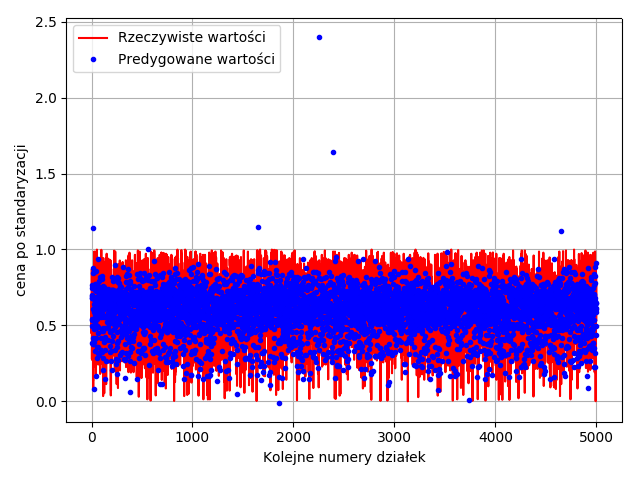 2.5
2.0
1.5
1.0
0.5
0.0
cena po standaryzacji
Rzeczywiste wartości
Predygowane wartości
0 1000 2000 3000 4000 5000
Kolejne numery działek